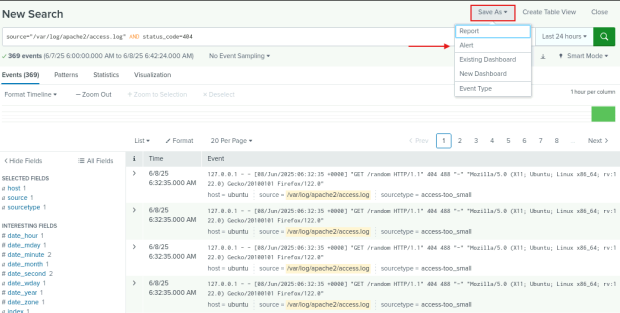 New Search
Save As ▾ Create Table View Close
source="/var/log/apache2/access.log" AND status_code=404
Last 24 hours ▾
Report
Alert
Existing Dashboard
New Dashboard
Event Type
✓ 369 events (6/7/25 6:00:00.000 AM to 6/8/25 6:42:24.000 AM) No Event Sampling ▾
Smart Mode ▾
Events (369) Patterns Statistics Visualization
Format Timeline ▾ — Zoom Out + Zoom to Selection × Deselect
1 hour per column
List ▾ Format 20 Per Page ▾
‹ Prev 1 2 3 4 5 6 7 8 ... Next ›
‹ Hide Fields All Fields
i Time Event
SELECTED FIELDS
a host 1
a source 1
a sourcetype 1
INTERESTING FIELDS
# date_hour 1
# date_mday 1
# date_minute 2
a date_month 1
# date_second 2
a date_wday 1
# date_year 1
# date_zone 1
a index 1
6/8/25
6:32:35.000 AM
127.0.0.1 - - [08/Jun/2025:06:32:35 +0000] "GET /random HTTP/1.1" 404 488 "-" "Mozilla/5.0 (X11; Ubuntu; Linux x86_64; rv:1
22.0) Gecko/20100101 Firefox/122.0"
host = ubuntu source = /var/log/apache2/access.log sourcetype = access-too_small
6/8/25
6:32:35.000 AM
127.0.0.1 - - [08/Jun/2025:06:32:35 +0000] "GET /random HTTP/1.1" 404 488 "-" "Mozilla/5.0 (X11; Ubuntu; Linux x86_64; rv:1
22.0) Gecko/20100101 Firefox/122.0"
host = ubuntu source = /var/log/apache2/access.log sourcetype = access-too_small
6/8/25
6:32:35.000 AM
127.0.0.1 - - [08/Jun/2025:06:32:35 +0000] "GET /random HTTP/1.1" 404 488 "-" "Mozilla/5.0 (X11; Ubuntu; Linux x86_64; rv:1
22.0) Gecko/20100101 Firefox/122.0"
host = ubuntu source = /var/log/apache2/access.log sourcetype = access-too_small
6/8/25
6:32:35.000 AM
127.0.0.1 - - [08/Jun/2025:06:32:35 +0000] "GET /random HTTP/1.1" 404 488 "-" "Mozilla/5.0 (X11; Ubuntu; Linux x86_64; rv:1
22.0) Gecko/20100101 Firefox/122.0"
host = ubuntu source = /var/log/apache2/access.log sourcetype = access-too_small